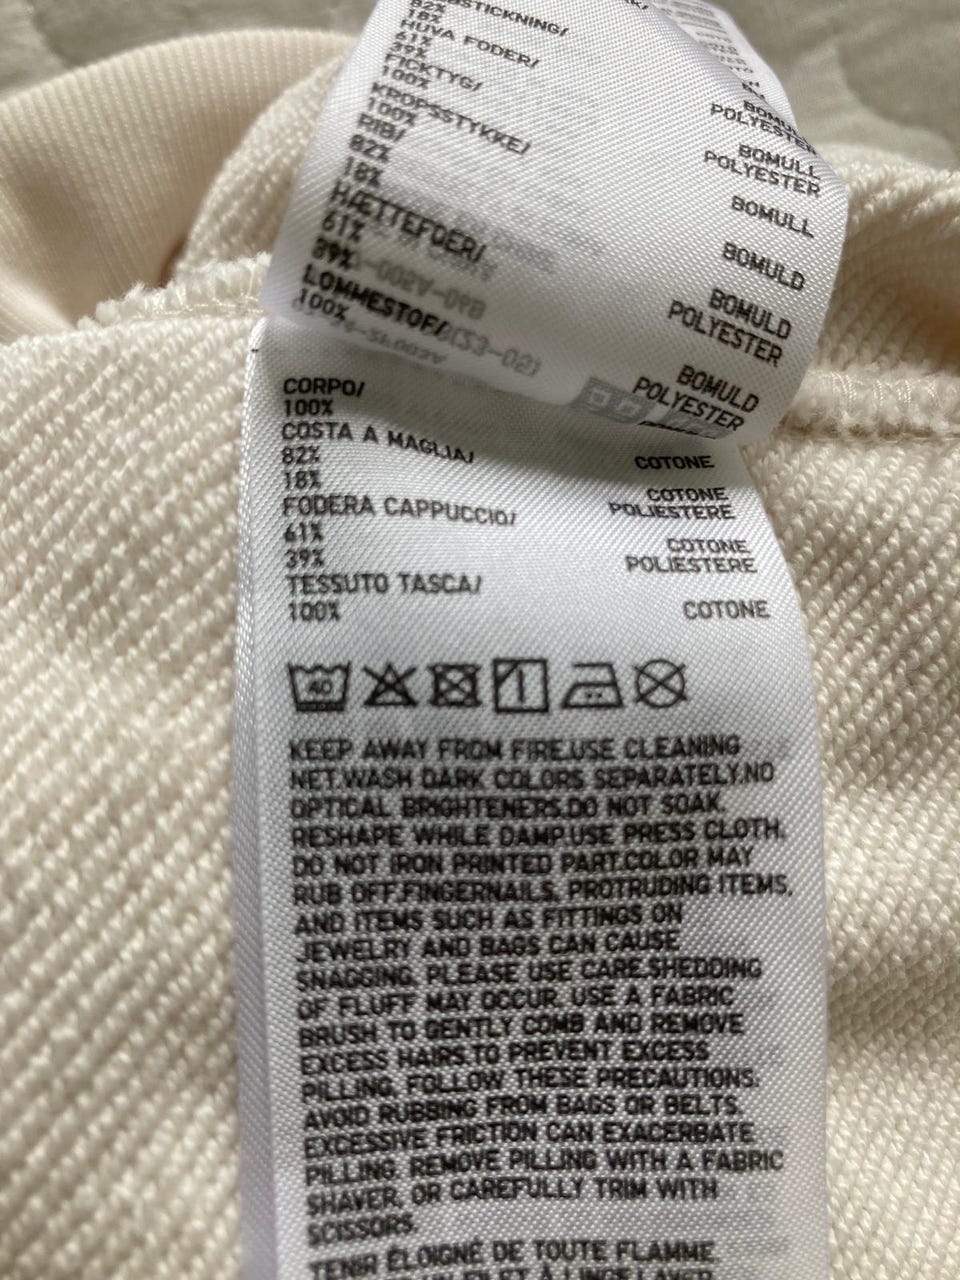 82%
18%
HUVA FODER/
61%
39%
FICKTYG/
100%
KROPSSTYKKE/
100%
RIB/
82%
18%
HÆTTEFOER/
61%
39%
LOMMESTOF/
100%
BOMULL
POLYESTER
BOMULL
POLYESTER
BOMULL
BOMULD
BOMULD
POLYESTER
BOMULD
POLYESTER
CORPO/
100% COTONE
COSTA A MAGLIA/
82% COTONE
18% POLIESTERE
FODERA CAPPUCCIO/
61% COTONE
39% POLIESTERE
TESSUTO TASCA/
100% COTONE
40
KEEP AWAY FROM FIRE.USE CLEANING
NET.WASH DARK COLORS SEPARATELY.NO
OPTICAL BRIGHTENERS.DO NOT SOAK.
RESHAPE WHILE DAMP.USE PRESS CLOTH.
DO NOT IRON PRINTED PART.COLOR MAY
RUB OFF.FINGERNAILS, PROTRUDING ITEMS,
AND ITEMS SUCH AS FITTINGS ON
JEWELRY AND BAGS CAN CAUSE
SNAGGING. PLEASE USE CARE.SHEDDING
OF FLUFF MAY OCCUR. USE A FABRIC
BRUSH TO GENTLY COMB AND REMOVE
EXCESS HAIRS.TO PREVENT EXCESS
PILLING, FOLLOW THESE PRECAUTIONS:
AVOID RUBBING FROM BAGS OR BELTS.
EXCESSIVE FRICTION CAN EXACERBATE
PILLING. REMOVE PILLING WITH A FABRIC
SHAVER, OR CAREFULLY TRIM WITH
SCISSORS.
TENIR ÉLOIGNÉ DE TOUTE FLAMME.